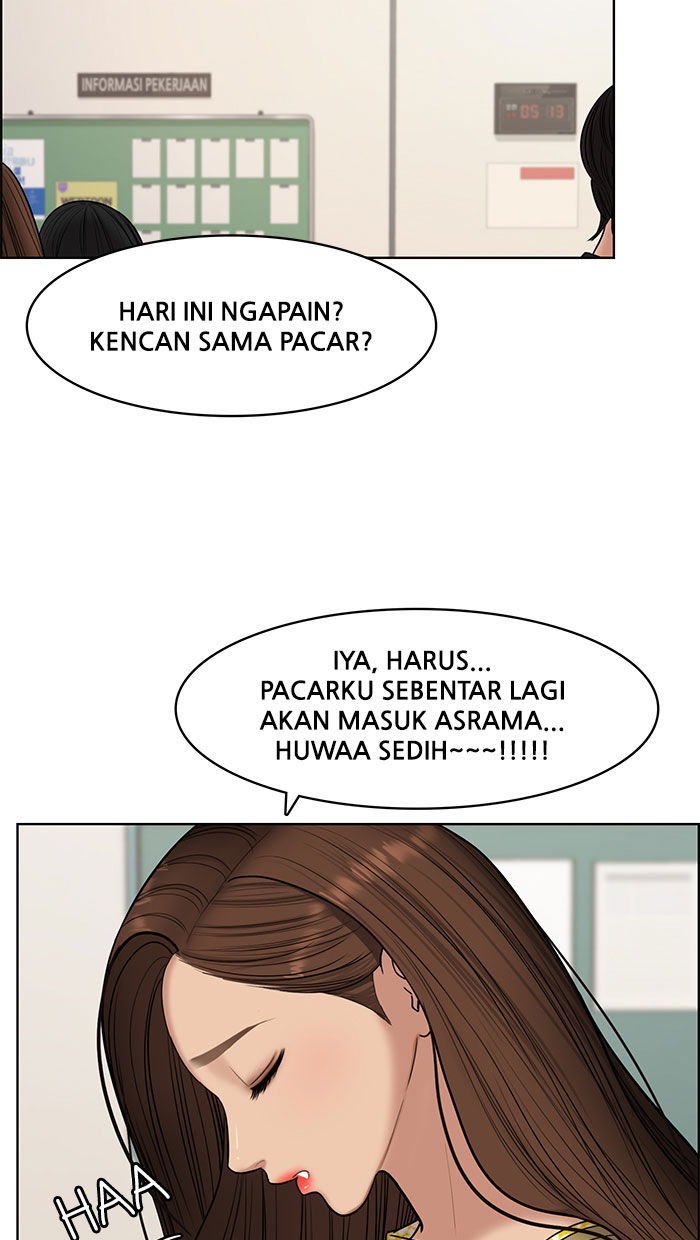 INFORMASI PEKERJAAN
05 13
WEBTOON
HARI INI NGAPAIN?
KENCAN SAMA PACAR?
IYA, HARUS...
PACARKU SEBENTAR LAGI
AKAN MASUK ASRAMA...
HUWAA SEDIH~~~!!!!!
HAA